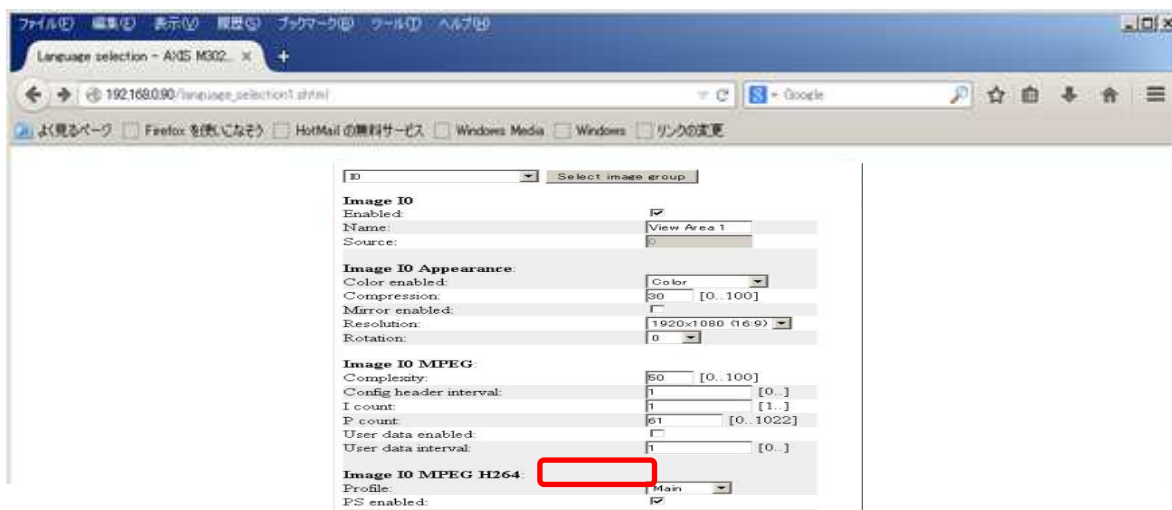 ファイル(F) 編集(E) 表示(V) 履歴(S) ブックマーク(B) ツール(T) ヘルプ(H)
Language selection - AXIS M302...
192.168.0.90/language_selection1.shtml
Google
よく見るページ Firefox を使いこなそう HotMail の無料サービス Windows Media Windows リンクの変更
I0 Select image group
Image I0
Enabled:
Name: View Area 1
Source: 0
Image I0 Appearance:
Color enabled: Color
Compression: 30 [0..100]
Mirror enabled:
Resolution: 1920x1080 (16:9)
Rotation: 0
Image I0 MPEG:
Complexity: 50 [0..100]
Config header interval: 1 [0..]
I count: 1 [1..]
P count: 61 [0..1022]
User data enabled:
User data interval: 1 [0..]
Image I0 MPEG H264:
Profile: Main
PS enabled: